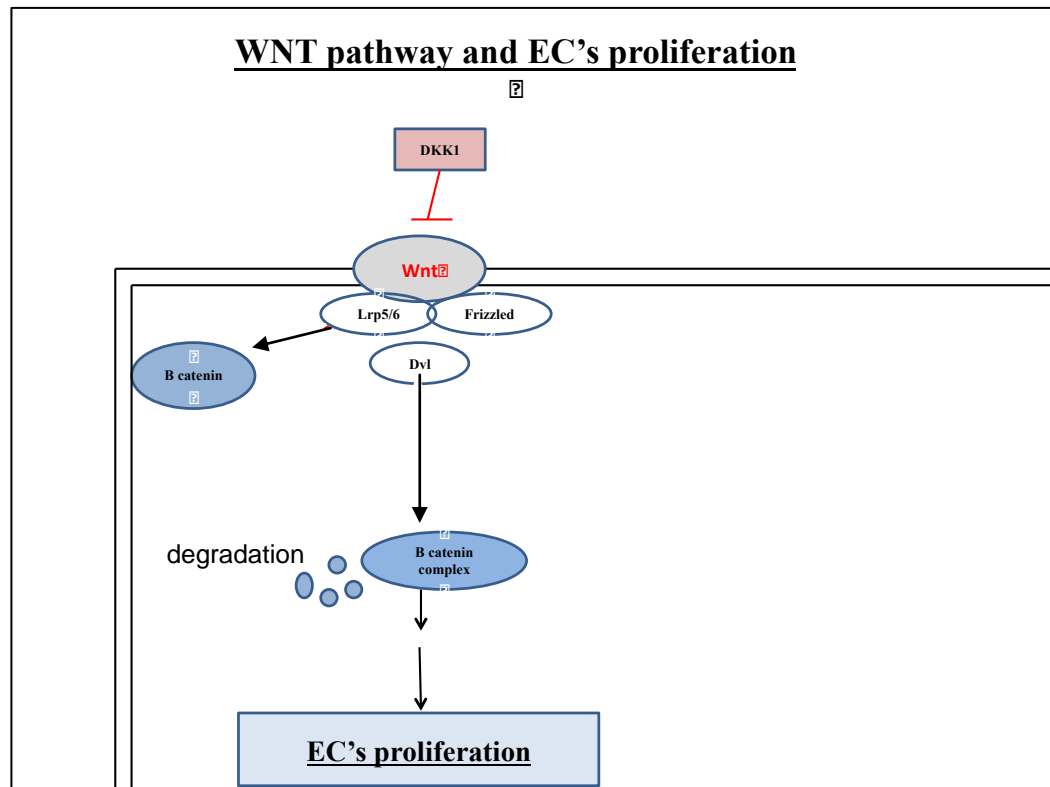 WNT pathway and EC's proliferation
DKK1
Wnt
Lrp5/6
Frizzled
Dvl
B catenin
degradation
B catenin
complex
EC's proliferation